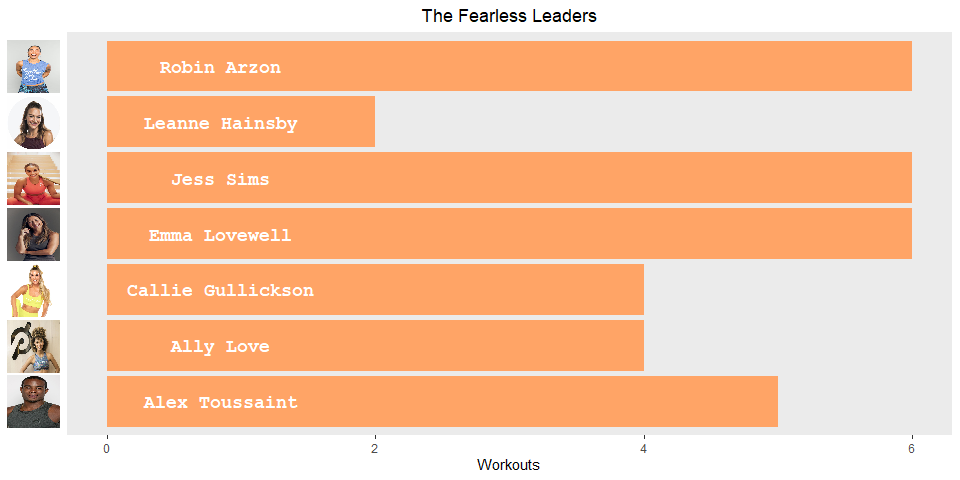 The Fearless Leaders
Robin Arzon
Leanne Hainsby
Jess Sims
Emma Lovewell
Callie Gullickson
Ally Love
Alex Toussaint
0 2 4 6
Workouts